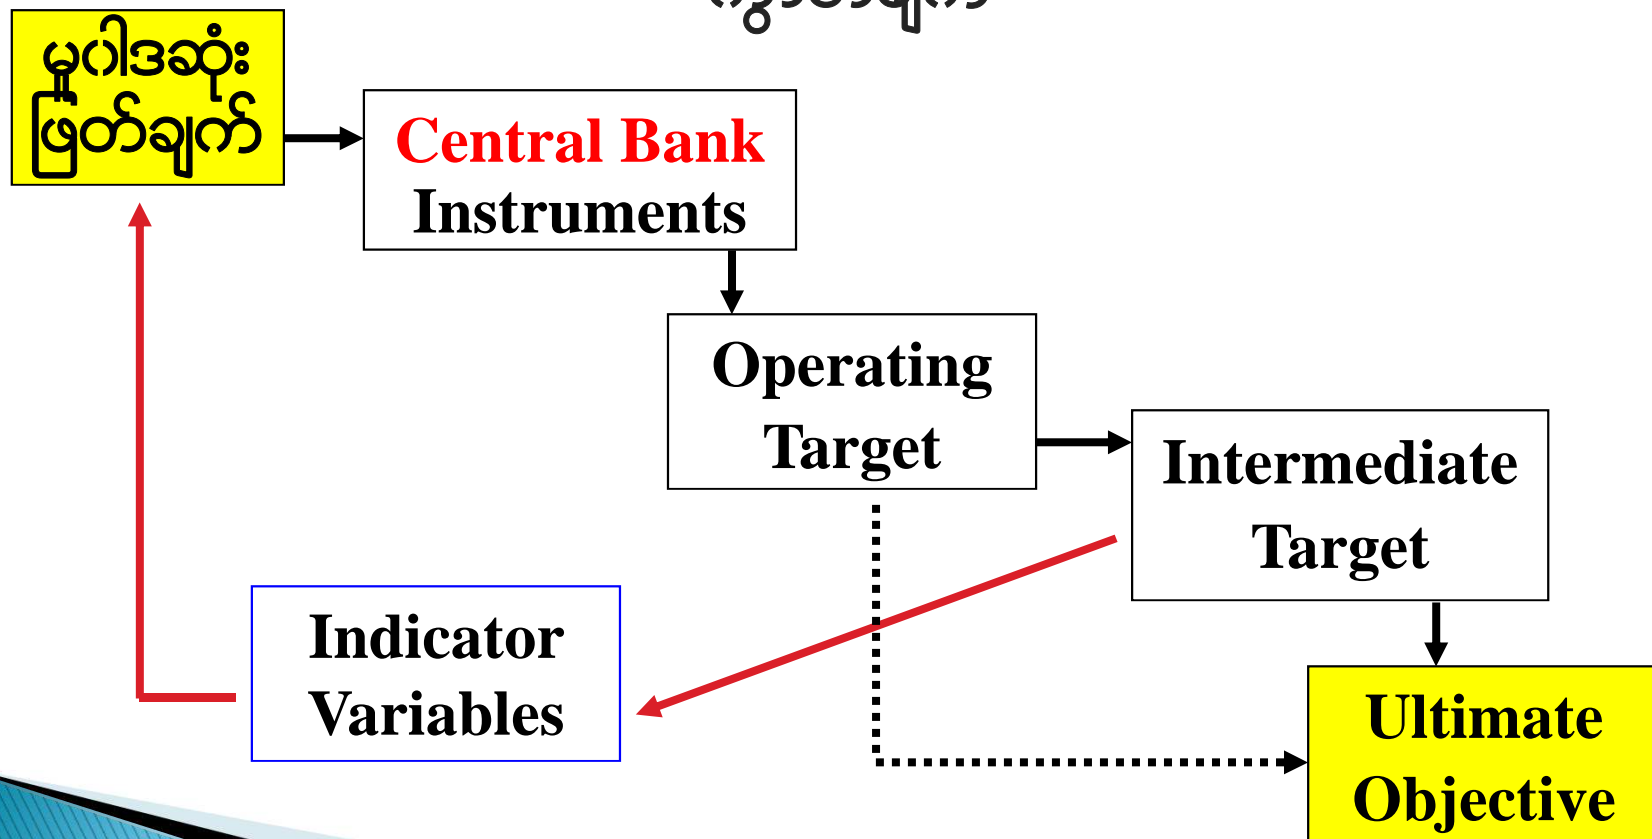 မူဝါဒဆုံး
ဖြတ်ချက်
Central Bank
Instruments
Operating
Target
Intermediate
Target
Indicator
Variables
Ultimate
Objective